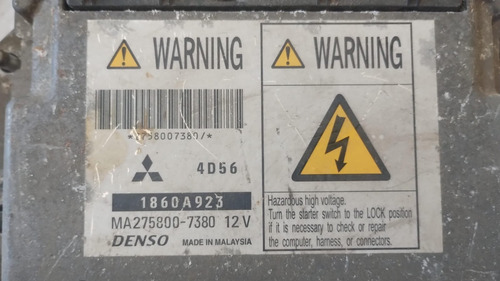 WARNING
*2758007380/*
4D56
1860A923
MA275800-7380 12V
DENSO MADE IN MALAYSIA
WARNING
Hazardous high voltage.
Turn the starter switch to the LOCK position
if it is necessary to check or repair
the computer, harness, or connectors.